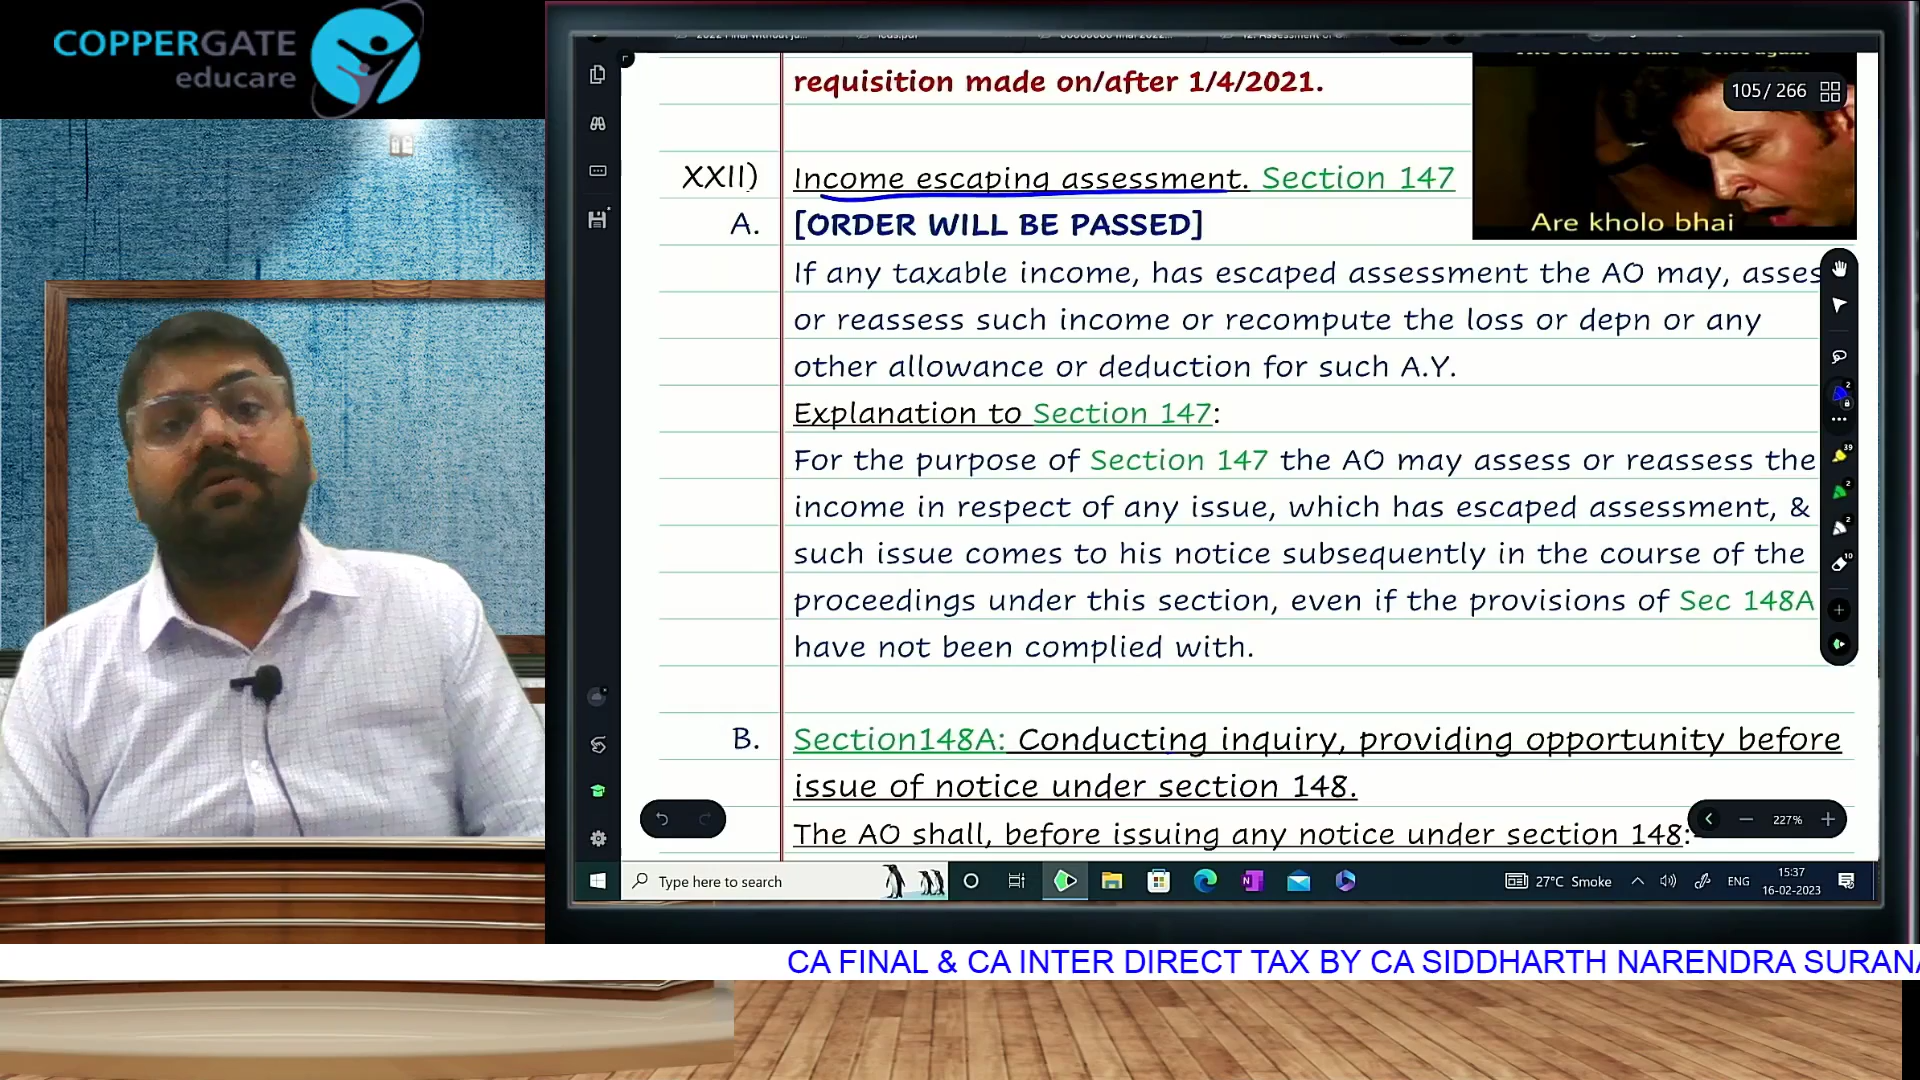 COPPERGATE
educare
requisition made on/after 1/4/2021.
105 / 266
XXII) Income escaping assessment. Section 147
A. [ORDER WILL BE PASSED]
Are kholo bhai
If any taxable income, has escaped assessment the AO may, asses
or reassess such income or recompute the loss or depn or any
other allowance or deduction for such A.Y.
Explanation to Section 147:
For the purpose of Section 147 the AO may assess or reassess the
income in respect of any issue, which has escaped assessment, &
such issue comes to his notice subsequently in the course of the
proceedings under this section, even if the provisions of Sec 148A
have not been complied with.
B. Section148A: Conducting inquiry, providing opportunity before
issue of notice under section 148.
The AO shall, before issuing any notice under section 148:-
227%
Type here to search
27°C Smoke
ENG
15:37
16-02-2023
CA FINAL & CA INTER DIRECT TAX BY CA SIDDHARTH NARENDRA SURANA